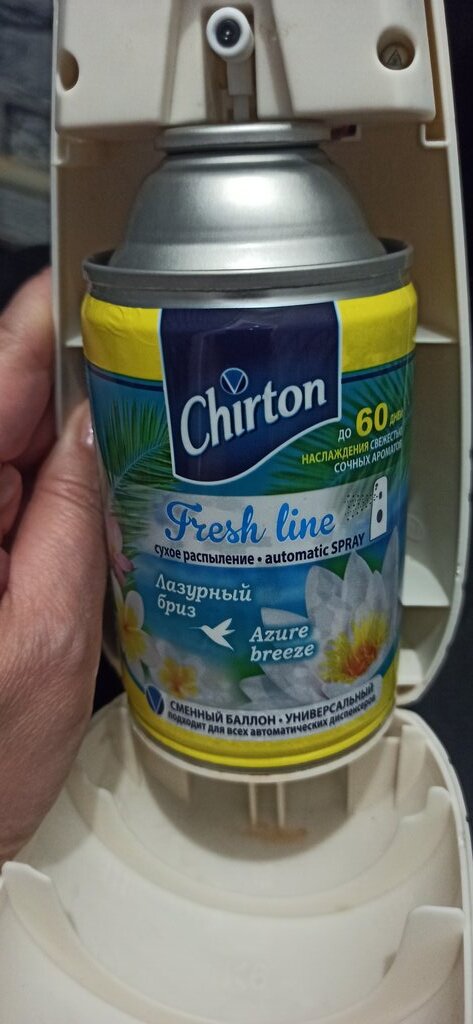 Chirton
до 60 дней
НАСЛАЖДЕНИЯ СВЕЖЕСТЬЮ
СОЧНЫХ АРОМАТОВ
Fresh line
сухое распыление • automatic SPRAY
Лазурный
бриз
Azure
breeze
СМЕННЫЙ БАЛЛОН • УНИВЕРСАЛЬНЫЙ
подходит для всех автоматических диспенсеров